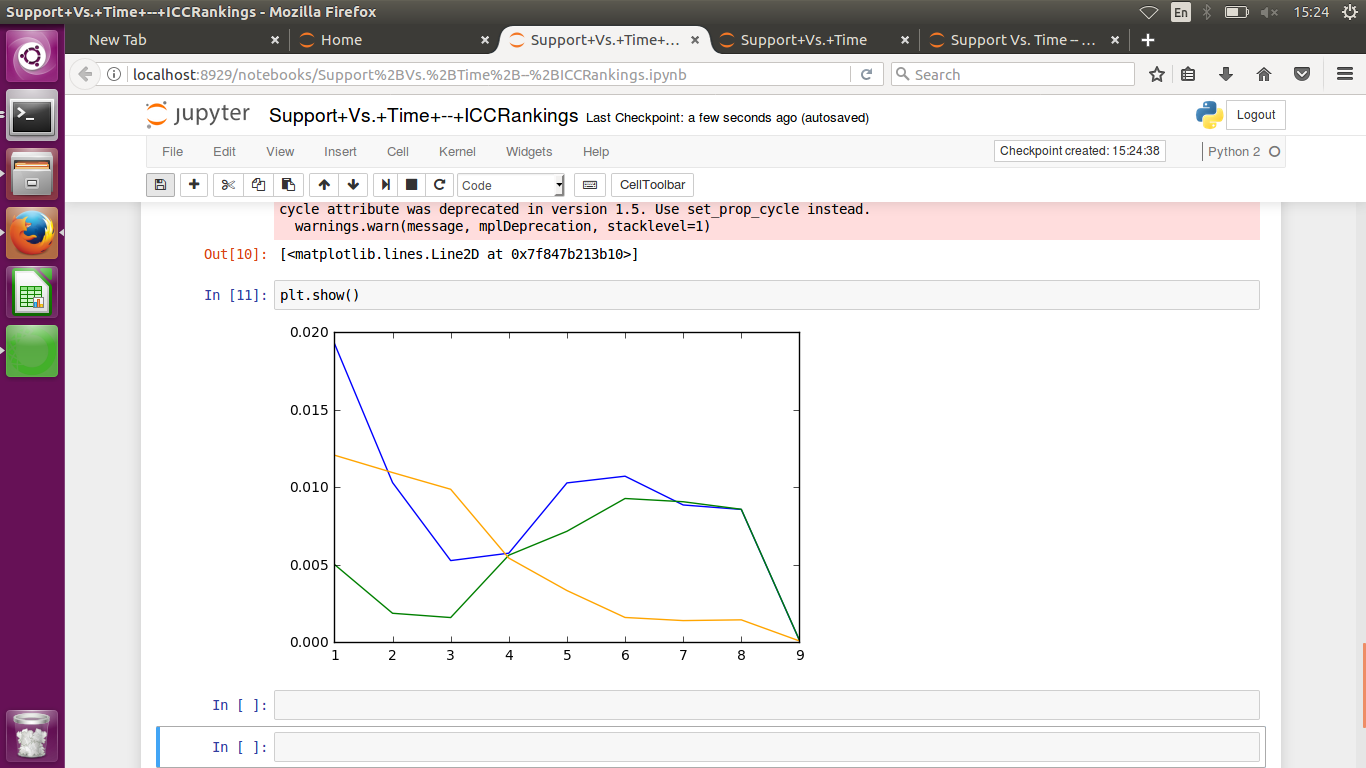 Support+Vs.+Time+--+ICCRankings - Mozilla Firefox
En
15:24
New Tab
Home
Support+Vs.+Time+...
Support+Vs.+Time
Support Vs. Time -- ...
localhost:8929/notebooks/Support%2BVs.%2BTime%2B--%2BICCRankings.ipynb
Search
jupyter
Support+Vs.+Time+--+ICCRankings
Last Checkpoint: a few seconds ago (autosaved)
Logout
File
Edit
View
Insert
Cell
Kernel
Widgets
Help
Checkpoint created: 15:24:38
Python 2
Code
CellToolbar
cycle attribute was deprecated in version 1.5. Use set_prop_cycle instead.
warnings.warn(message, mplDeprecation, stacklevel=1)
Out[10]: [<matplotlib.lines.Line2D at 0x7f847b213b10>]
In [11]: plt.show()
0.020
0.015
0.010
0.005
0.000
1 2 3 4 5 6 7 8 9
In [ ]:
In [ ]: